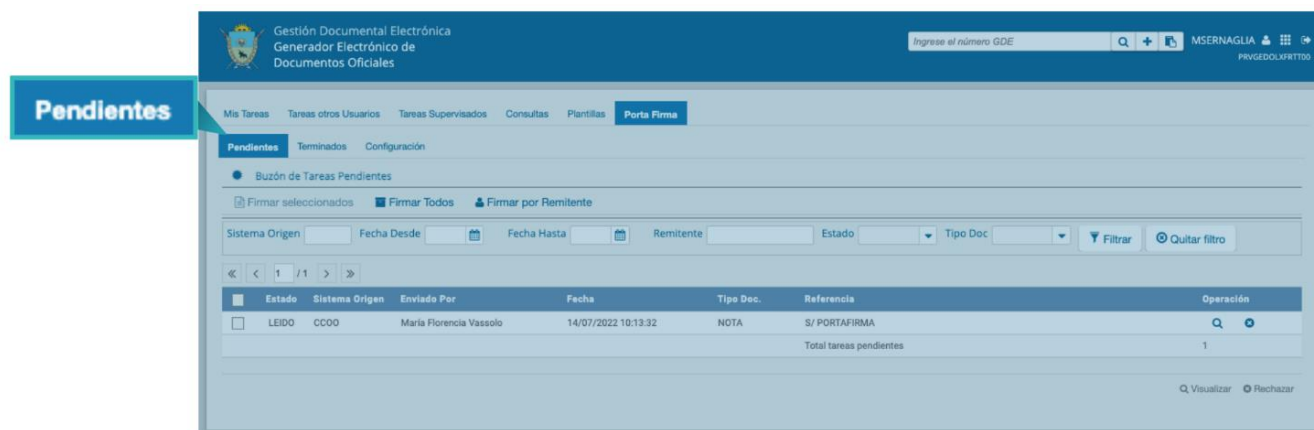 Gestión Documental Electrónica
Generador Electrónico de
Documentos Oficiales
Ingrese el número GDE
MSERNAGLIA
PRVGEDOLXFRTT00
Pendientes
Mis Tareas Tareas otros Usuarios Tareas Supervisados Consultas Plantillas Porta Firma
Pendientes Terminados Configuración
Buzón de Tareas Pendientes
Firmar seleccionados Firmar Todos Firmar por Remitente
Sistema Origen Fecha Desde Fecha Hasta Remitente Estado Tipo Doc Filtrar Quitar filtro
1 / 1
Estado Sistema Origen Enviado Por Fecha Tipo Doc. Referencia Operación
LEIDO CCOO María Florencia Vassolo 14/07/2022 10:13:32 NOTA S/ PORTAFIRMA
Total tareas pendientes 1
Visualizar Rechazar